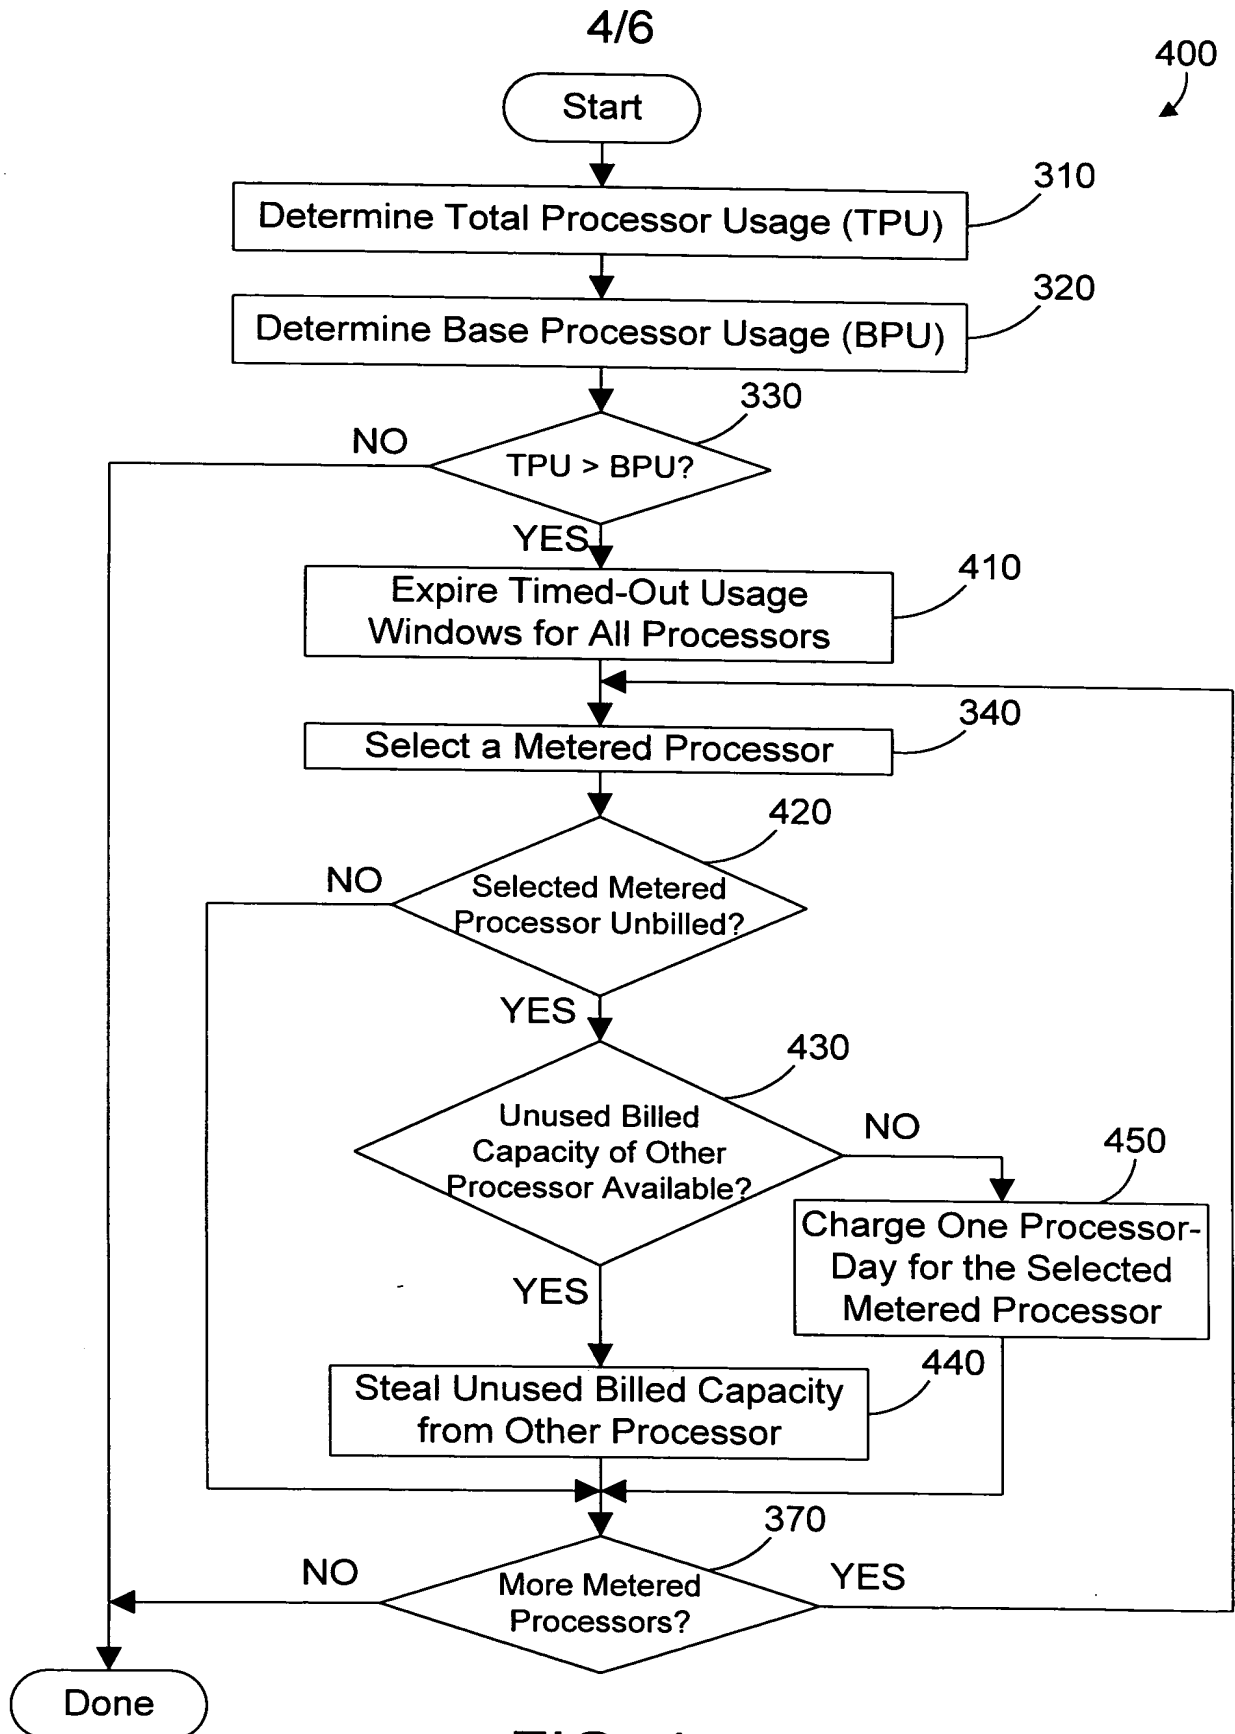 4/6
400
Start
310
Determine Total Processor Usage (TPU)
320
Determine Base Processor Usage (BPU)
330
NO
TPU > BPU?
YES
410
Expire Timed-Out Usage
Windows for All Processors
340
Select a Metered Processor
420
NO
Selected Metered
Processor Unbilled?
YES
430
Unused Billed
Capacity of Other
Processor Available?
NO
450
Charge One Processor-
Day for the Selected
Metered Processor
YES
440
Steal Unused Billed Capacity
from Other Processor
370
NO
More Metered
Processors?
YES
Done